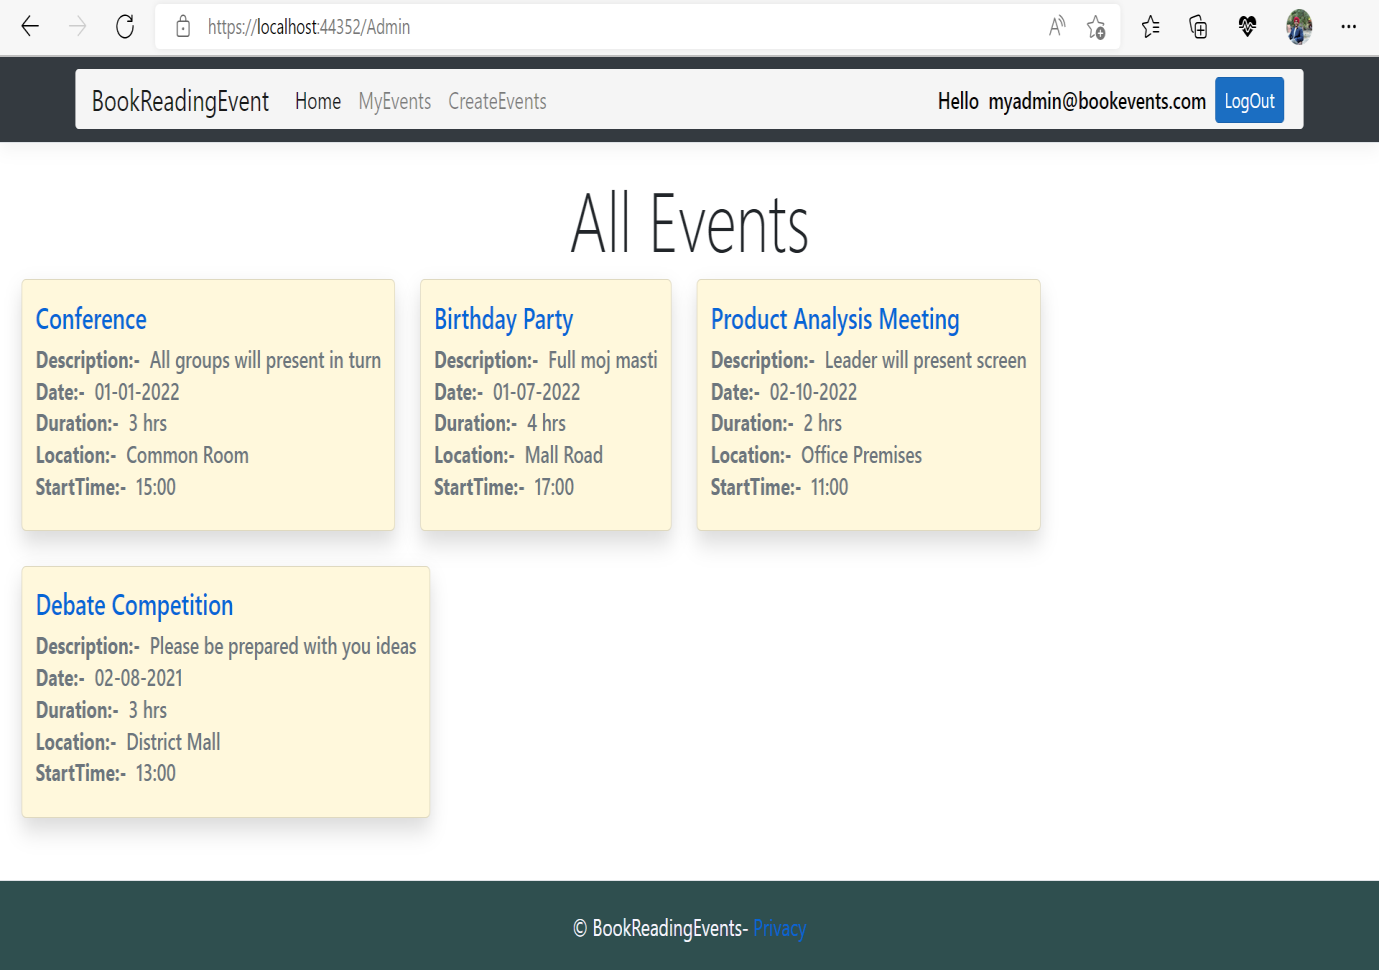 https://localhost:44352/Admin
BookReadingEvent Home MyEvents CreateEvents Hello myadmin@bookevents.com LogOut
All Events
Conference
Description:- All groups will present in turn
Date:- 01-01-2022
Duration:- 3 hrs
Location:- Common Room
StartTime:- 15:00
Birthday Party
Description:- Full moj masti
Date:- 01-07-2022
Duration:- 4 hrs
Location:- Mall Road
StartTime:- 17:00
Product Analysis Meeting
Description:- Leader will present screen
Date:- 02-10-2022
Duration:- 2 hrs
Location:- Office Premises
StartTime:- 11:00
Debate Competition
Description:- Please be prepared with you ideas
Date:- 02-08-2021
Duration:- 3 hrs
Location:- District Mall
StartTime:- 13:00
© BookReadingEvents- Privacy